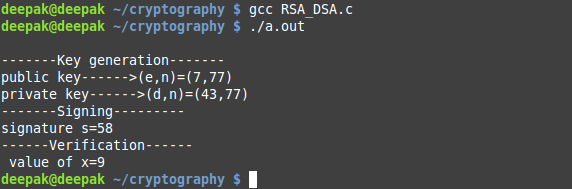 deepak@deepak ~/cryptography $ gcc RSA_DSA.c
deepak@deepak ~/cryptography $ ./a.out
-------Key generation-------
public key------>(e,n)=(7,77)
private key------>(d,n)=(43,77)
-------Signing---------
signature s=58
------Verification------
value of x=9
deepak@deepak ~/cryptography $